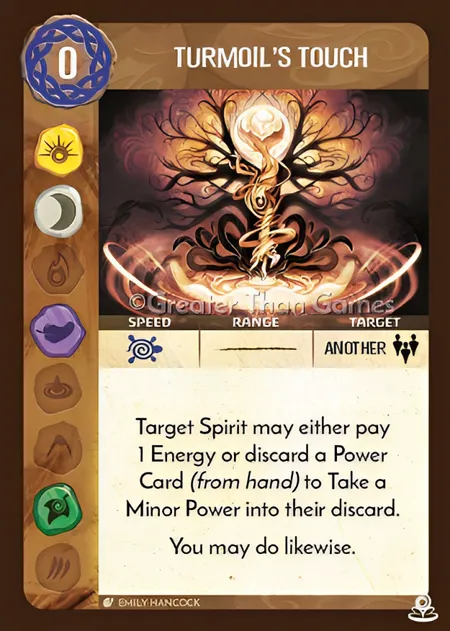 0
TURMOIL'S TOUCH
©Greater Than Games
SPEED RANGE TARGET
ANOTHER
Target Spirit may either pay
1 Energy or discard a Power
Card (from hand) to Take a
Minor Power into their discard.
You may do likewise.
EMILY HANCOCK